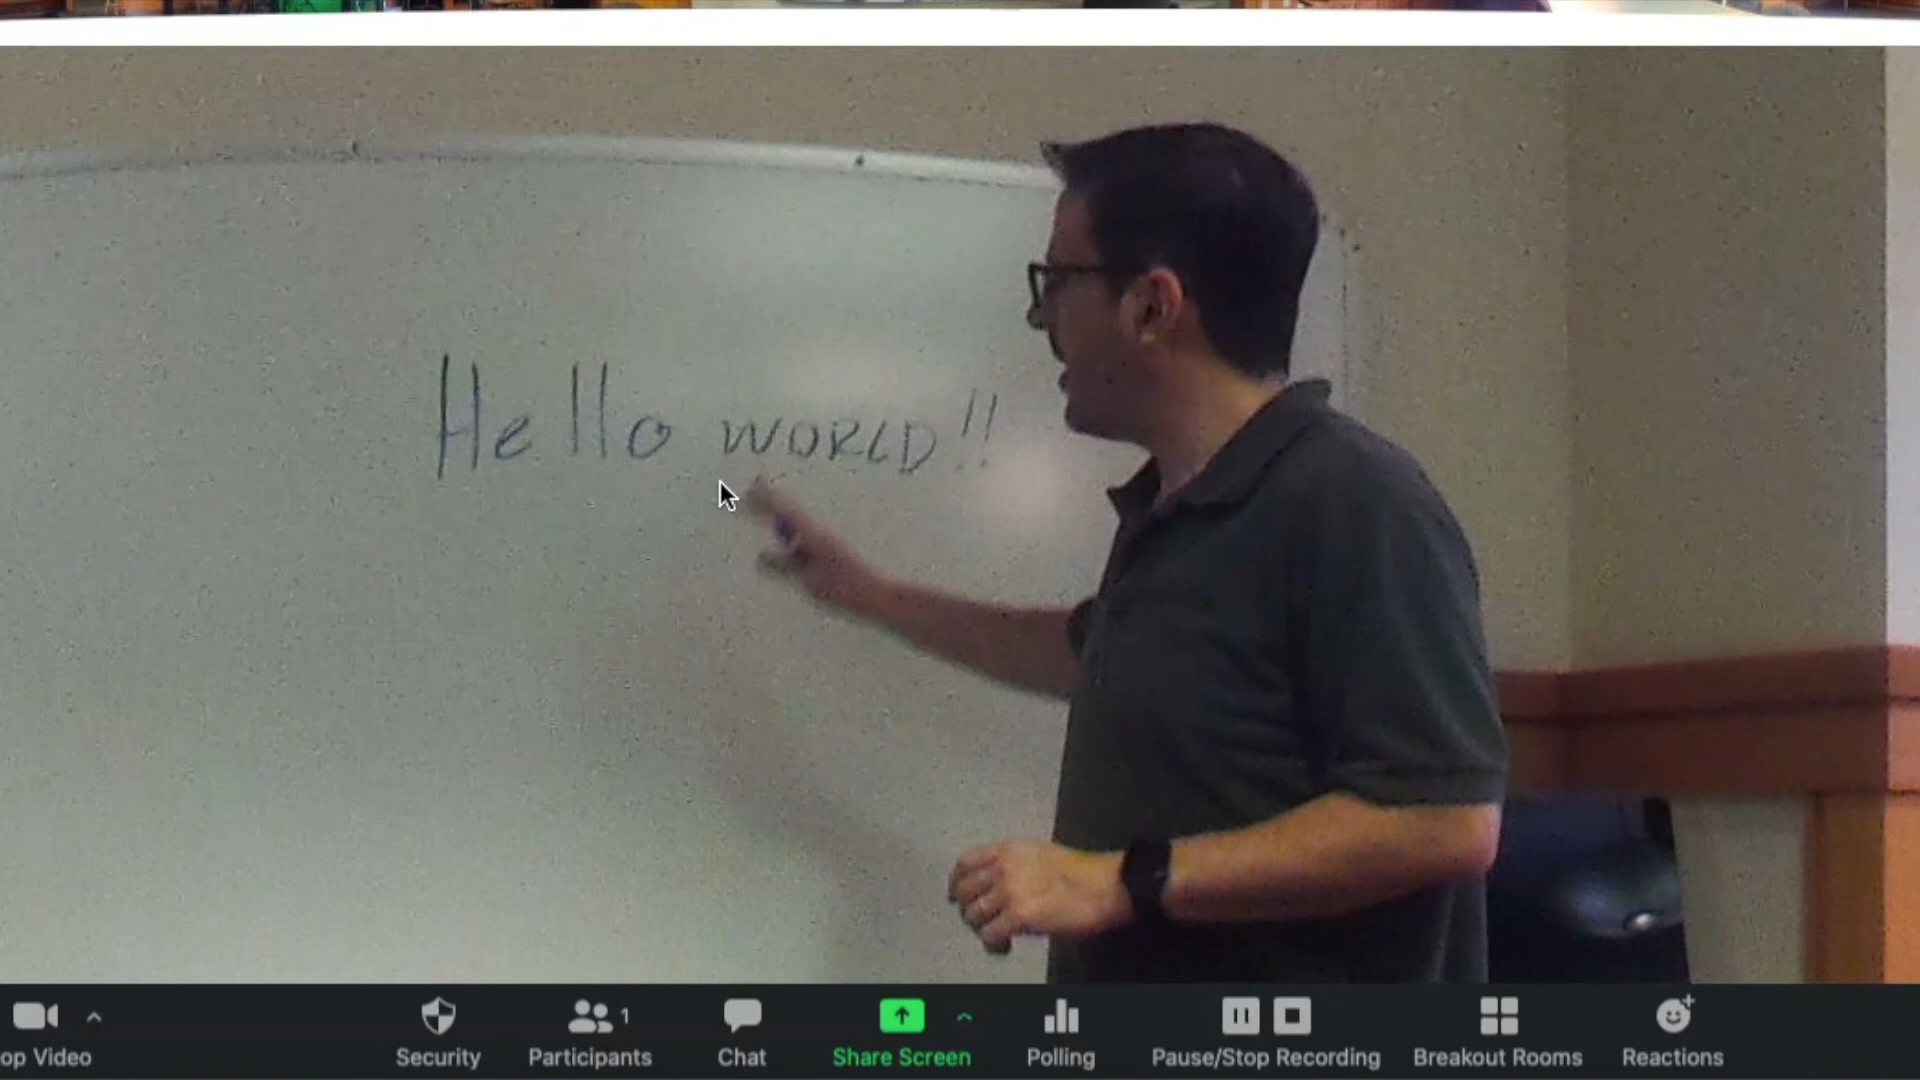 Hello WORLD!!
op Video
Security
Participants
1
Chat
Share Screen
Polling
Pause/Stop Recording
Breakout Rooms
Reactions